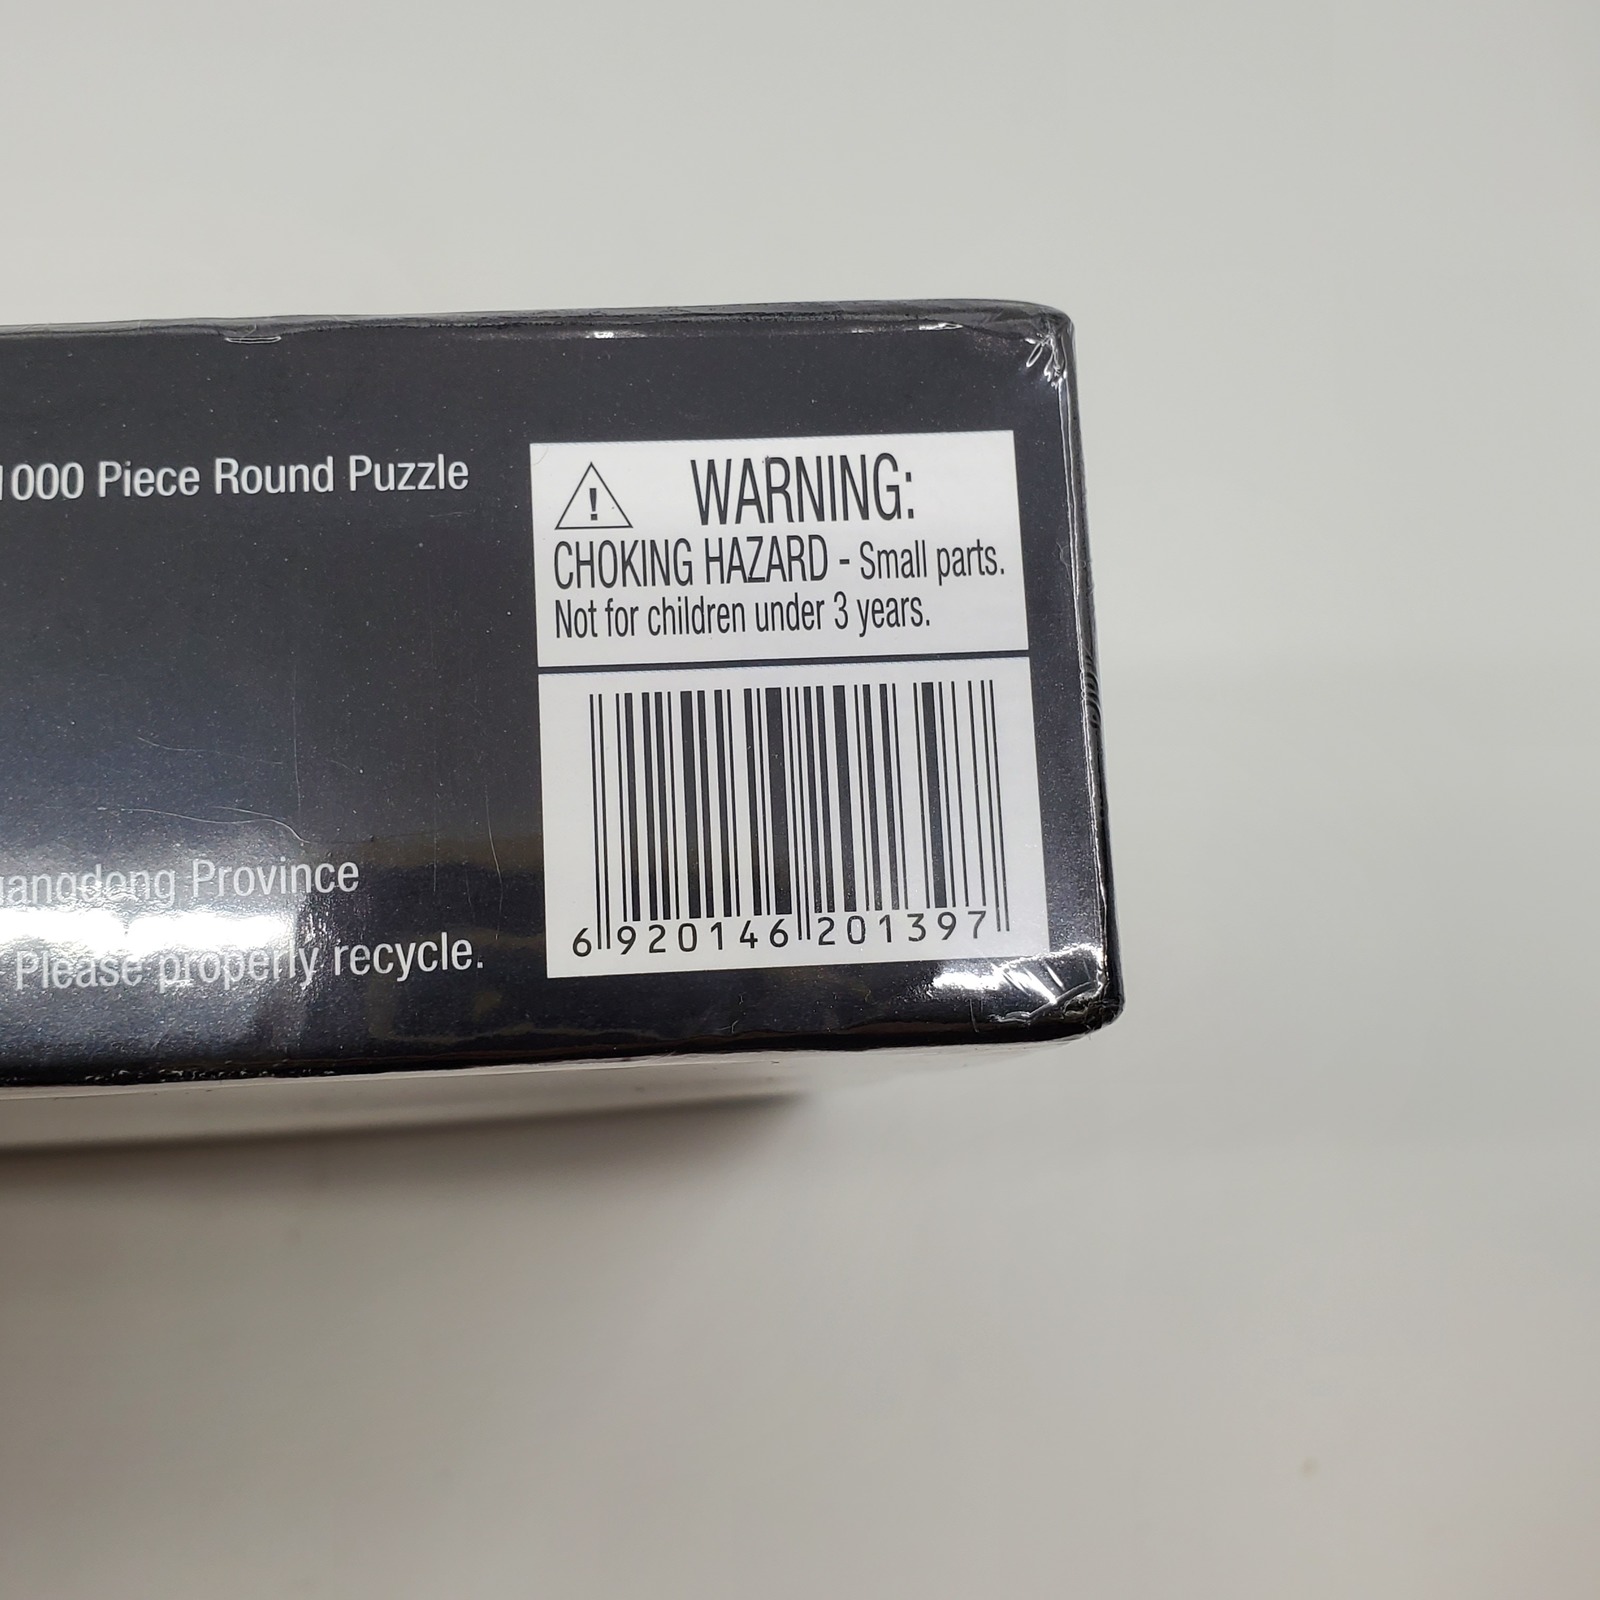 1000 Piece Round Puzzle
WARNING:
CHOKING HAZARD - Small parts.
Not for children under 3 years.
uangdong Province
Please properly recycle.
6 920146 201397